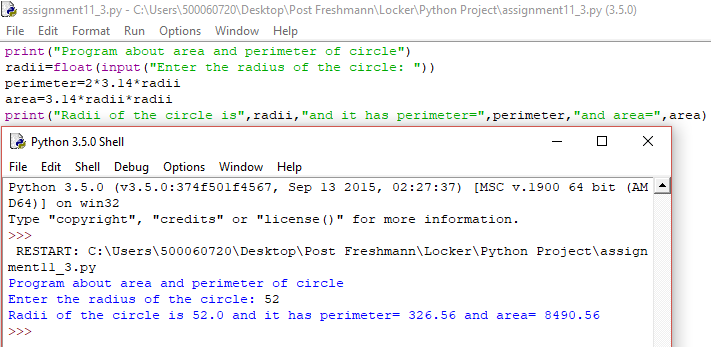 assignment11_3.py - C:\Users\500060720\Desktop\Post Freshmann\Locker\Python Project\assignment11_3.py (3.5.0)
File Edit Format Run Options Window Help
print("Program about area and perimeter of circle")
radii=float(input("Enter the radius of the circle: "))
perimeter=2*3.14*radii
area=3.14*radii*radii
print("Radii of the circle is",radii,"and it has perimeter=",perimeter,"and area=",area)
Python 3.5.0 Shell
File Edit Shell Debug Options Window Help
Python 3.5.0 (v3.5.0:374f501f4567, Sep 13 2015, 02:27:37) [MSC v.1900 64 bit (AM
D64)] on win32
Type "copyright", "credits" or "license()" for more information.
>>>
 RESTART: C:\Users\500060720\Desktop\Post Freshmann\Locker\Python Project\assign
ment11_3.py
Program about area and perimeter of circle
Enter the radius of the circle: 52
Radii of the circle is 52.0 and it has perimeter= 326.56 and area= 8490.56
>>>